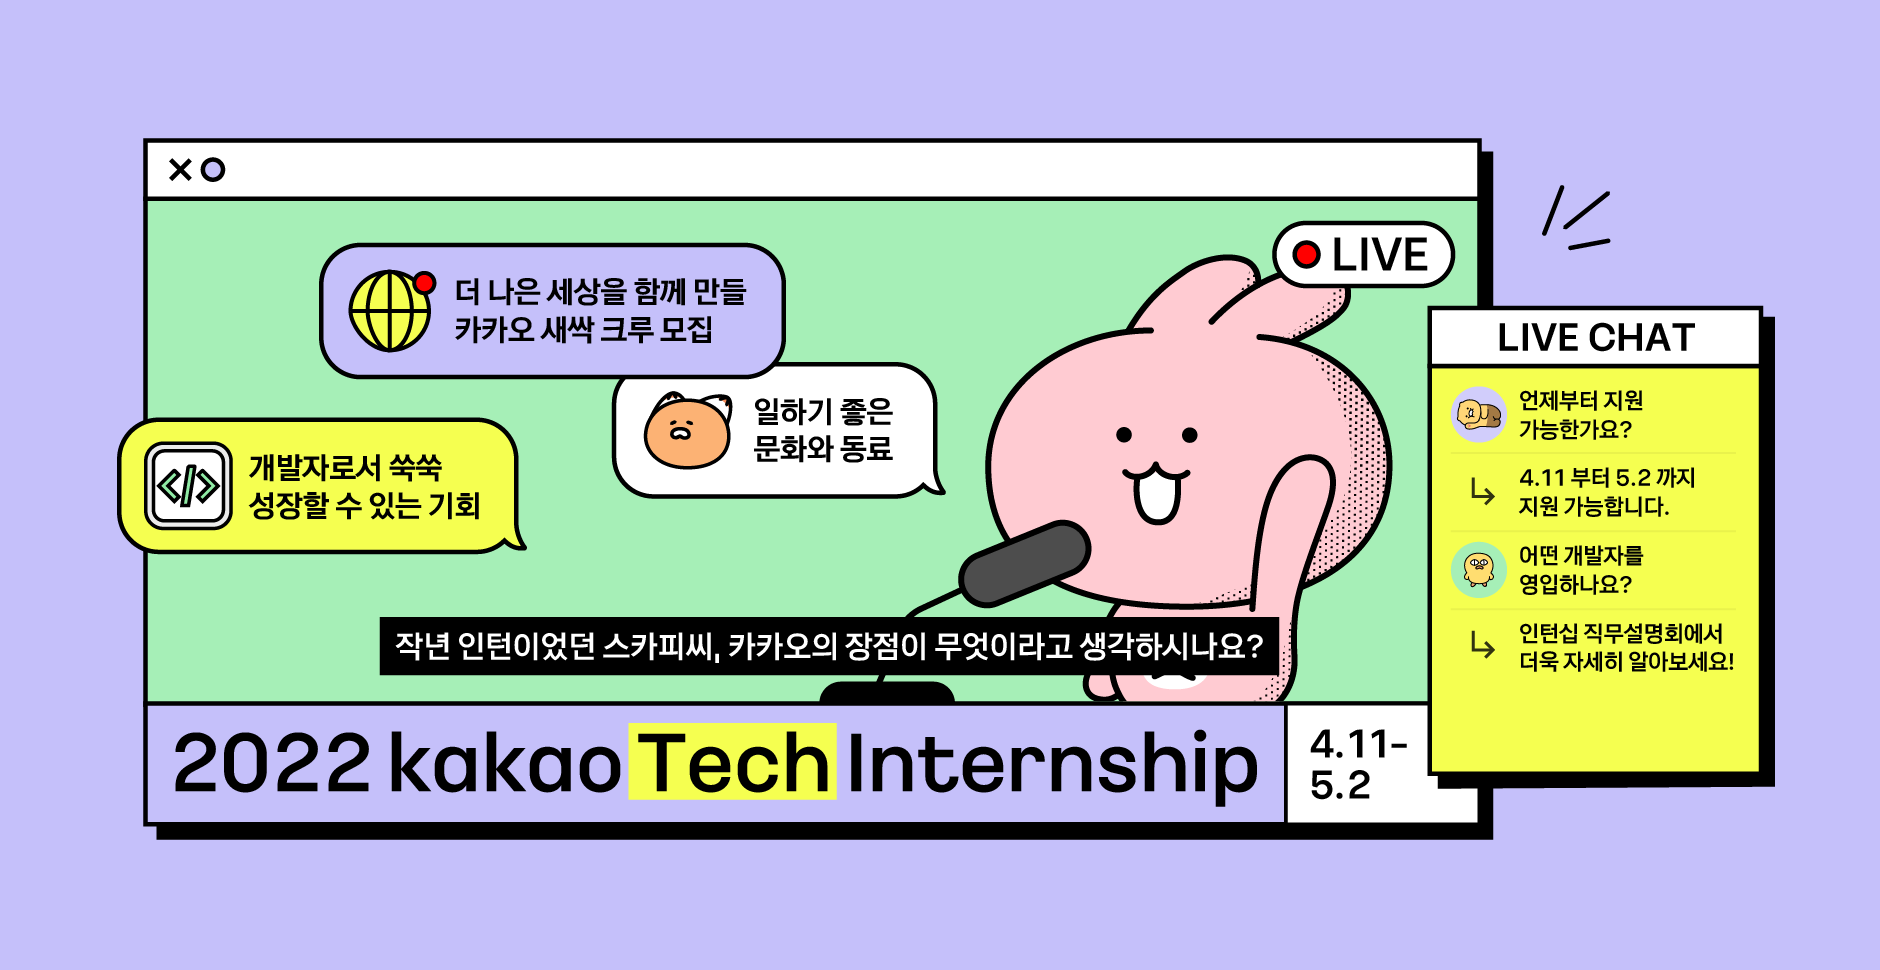 LIVE
더 나은 세상을 함께 만들
카카오 새싹 크루 모집
일하기 좋은
문화와 동료
개발자로서 쑥쑥
성장할 수 있는 기회
작년 인턴이었던 스카피씨, 카카오의 장점이 무엇이라고 생각하시나요?
2022 kakao Tech Internship
4.11-
5.2
LIVE CHAT
언제부터 지원
가능한가요?
4.11 부터 5.2 까지
지원 가능합니다.
어떤 개발자를
영입하나요?
인턴십 직무설명회에서
더욱 자세히 알아보세요!